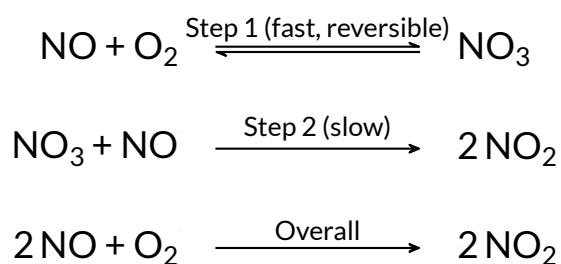 NO + O₂ Step 1 (fast, reversible) NO₃
NO₃ + NO Step 2 (slow) 2 NO₂
2 NO + O₂ Overall 2 NO₂